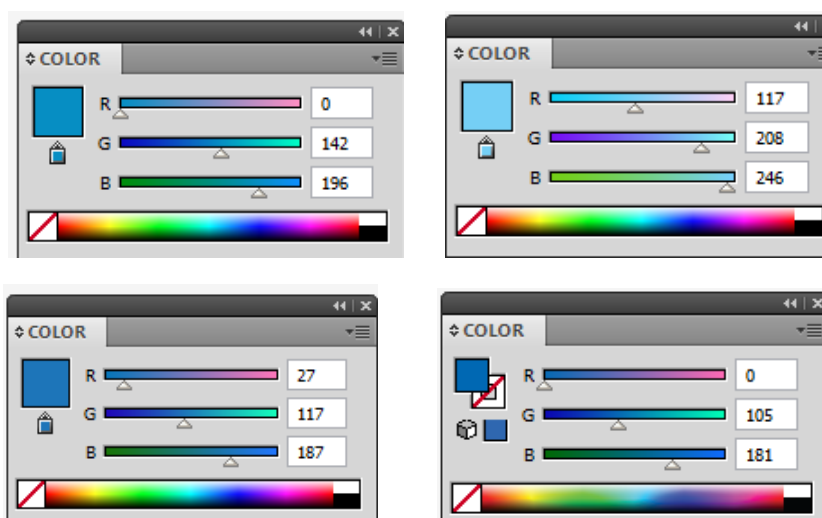 COLOR
R 0
G 142
B 196
COLOR
R 117
G 208
B 246
COLOR
R 27
G 117
B 187
COLOR
R 0
G 105
B 181